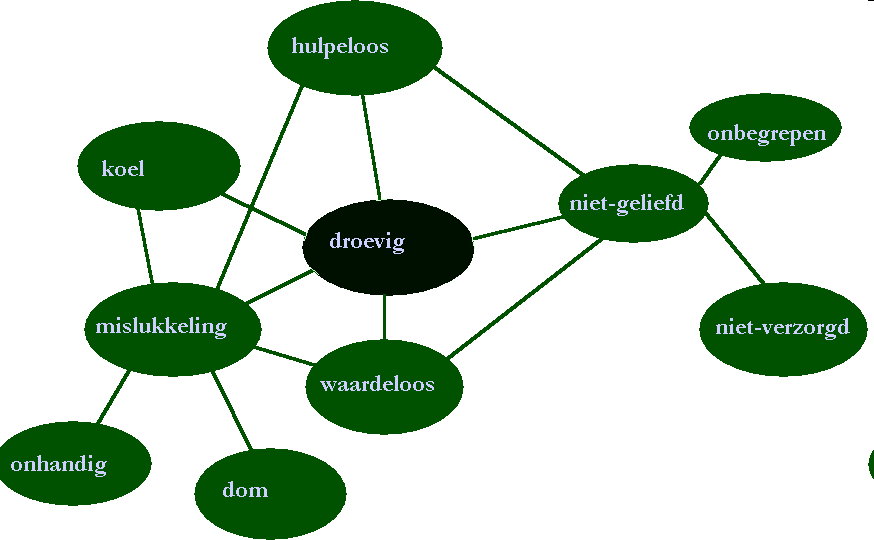 hulpeloos
onbegrepen
koel
niet-geliefd
droevig
mislukkeling
niet-verzorgd
waardeloos
onhandig
dom